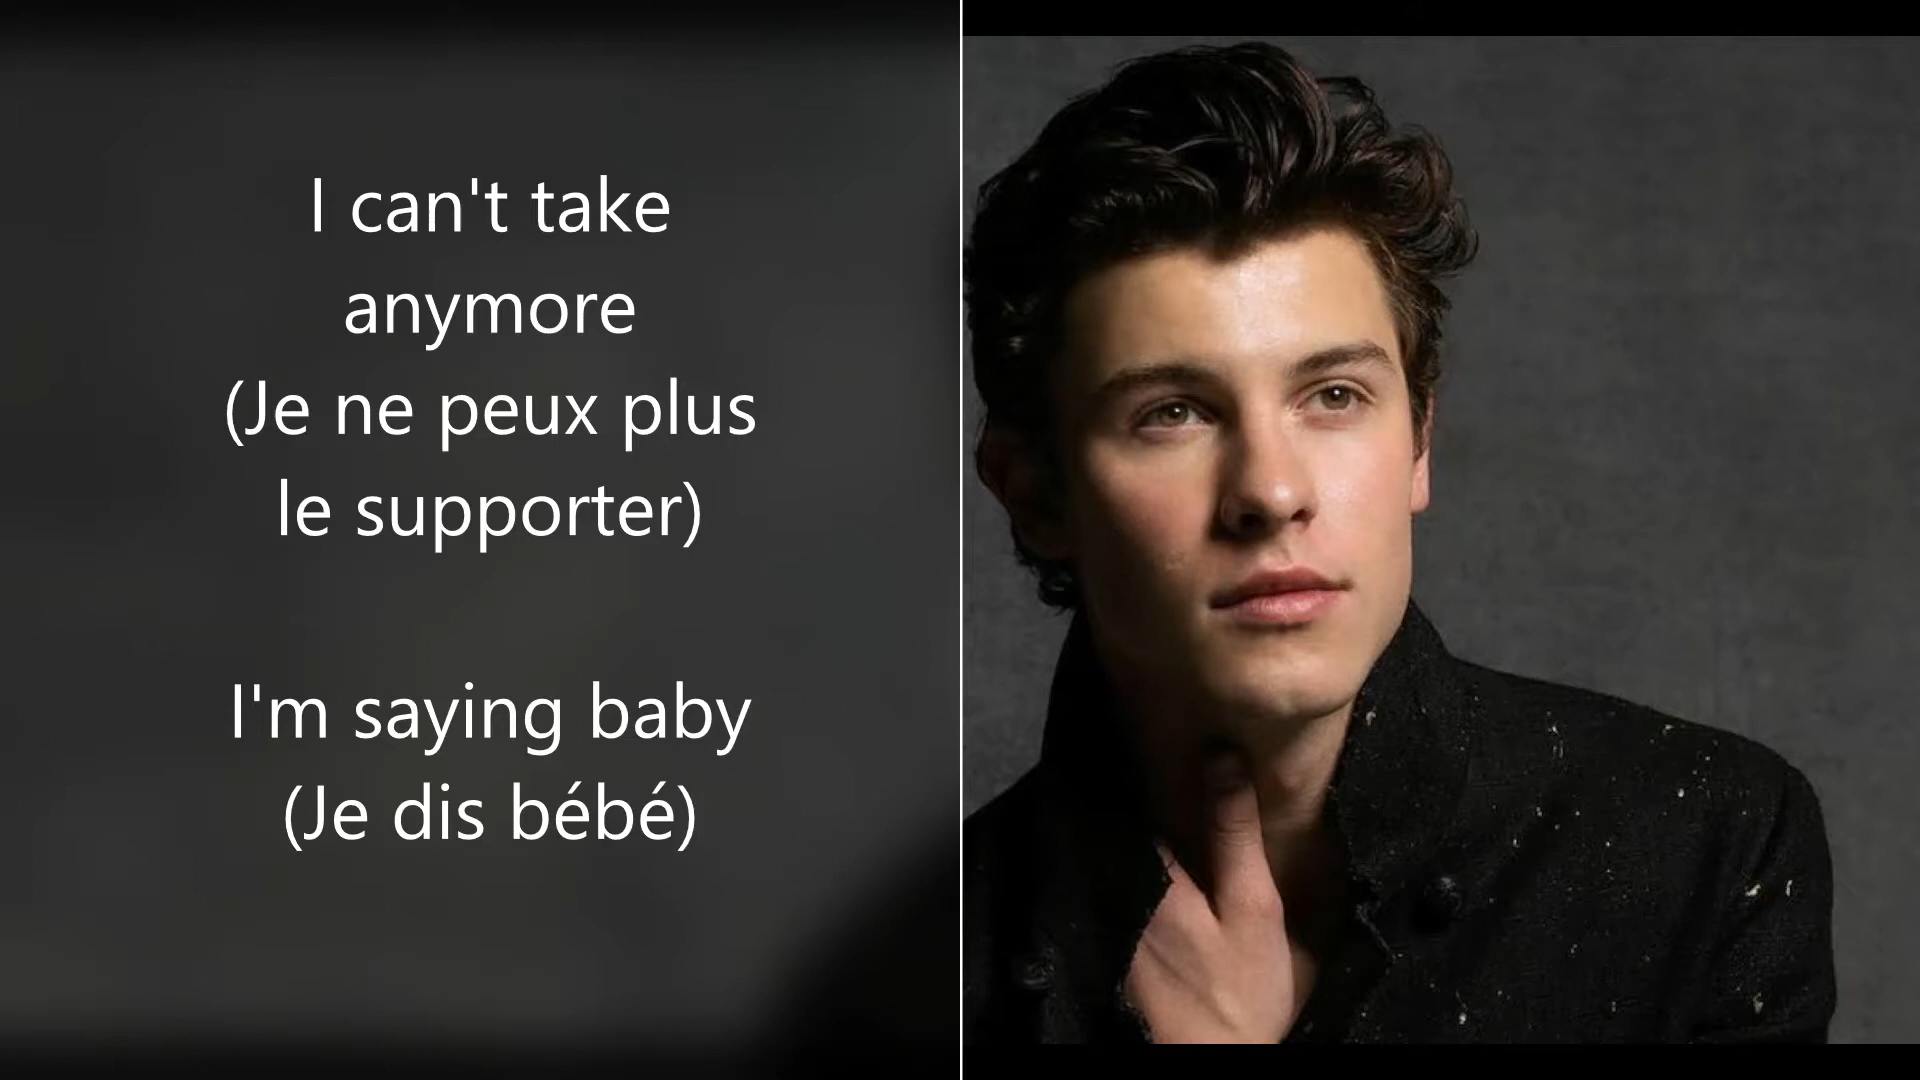 I can't take
anymore
(Je ne peux plus
le supporter)
I'm saying baby
(Je dis bébé)